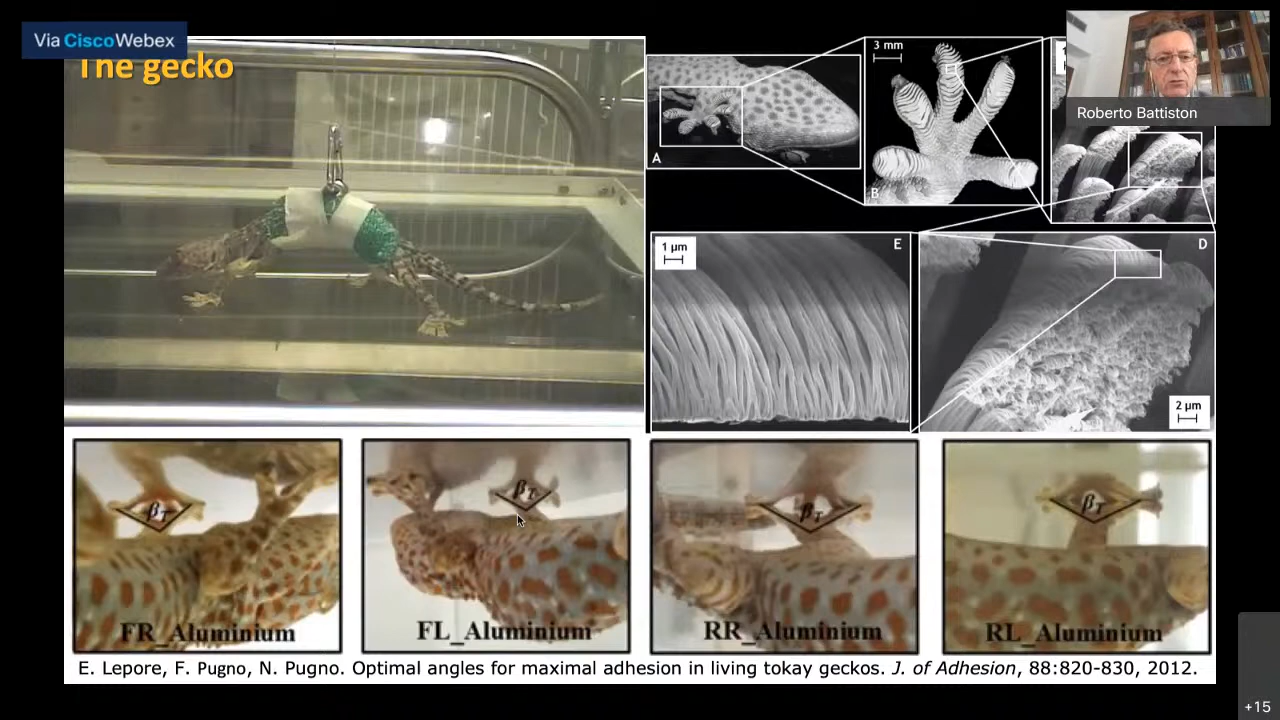 Via CiscoWebex
The gecko
3 mm
Roberto Battiston
A
B
1 µm
E
D
2 µm
βT
βT
βT
βT
FR_Aluminium
FL_Aluminium
RR_Aluminium
RL_Aluminium
E. Lepore, F. Pugno, N. Pugno. Optimal angles for maximal adhesion in living tokay geckos. J. of Adhesion, 88:820-830, 2012.
+15